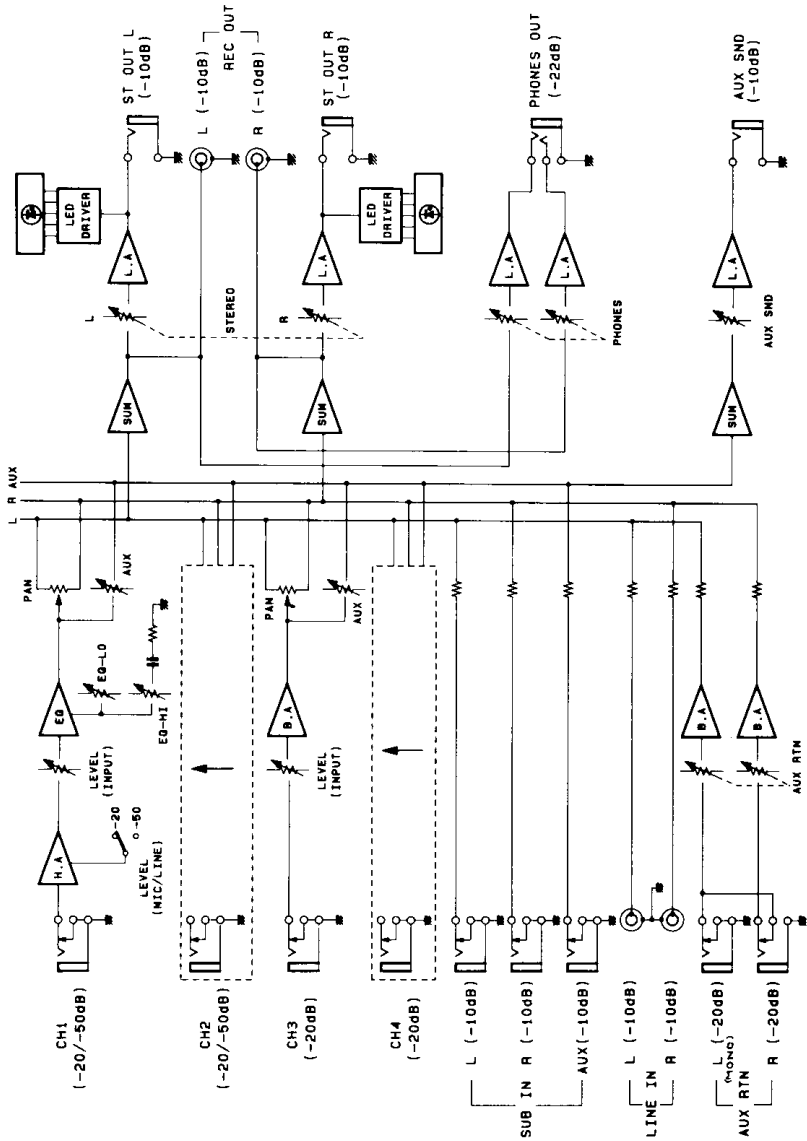 CH1
(-20/-50dB)
H.A
-20
-50
LEVEL
(MIC/LINE)
LEVEL
(INPUT)
EQ
EQ-LO
EQ-HI
PAN
AUX
CH2
(-20/-50dB)
CH3
(-20dB)
LEVEL
(INPUT)
B.A
PAN
AUX
CH4
(-20dB)
SUB IN
L (-10dB)
R (-10dB)
AUX (-10dB)
LINE IN
L (-10dB)
R (-10dB)
AUX RTN
L (-20dB)
(MONO)
R (-20dB)
AUX RTN
B.A
B.A
L
R
AUX
SUM
L
L.A
LED
DRIVER
ST OUT L
(-10dB)
STEREO
L (-10dB)
R (-10dB)
REC OUT
SUM
R
L.A
LED
DRIVER
ST OUT R
(-10dB)
PHONES
L.A
L.A
PHONES OUT
(-22dB)
SUM
AUX SND
L.A
AUX SND
(-10dB)